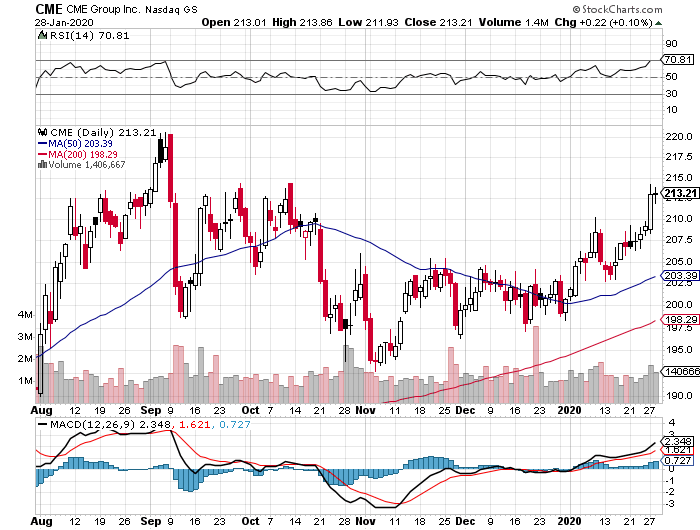 CME CME Group Inc. Nasdaq GS © StockCharts.com
28-Jan-2020 Open 213.01 High 213.86 Low 211.93 Close 213.21 Volume 1.4M Chg +0.22 (+0.10%)
RSI(14) 70.81
90
70.81
50
30
10
CME (Daily) 213.21
MA(50) 203.39
MA(200) 198.29
Volume 1,406,667
220.0
217.5
215.0
213.21
210.0
207.5
205.0
203.39
202.5
200.0
198.29
197.5
195.0
1406667
190.0
4M
3M
2M
1M
Aug 12 19 26 Sep 9 16 23 Oct 7 14 21 28 Nov 11 18 25 Dec 9 16 23 2020 13 21 27
MACD(12,26,9) 2.348, 1.621, 0.727
4
3
2.348
1.621
0.727
0
-1
-2
-3
Aug 12 19 26 Sep 9 16 23 Oct 7 14 21 28 Nov 11 18 25 Dec 9 16 23 2020 13 21 27